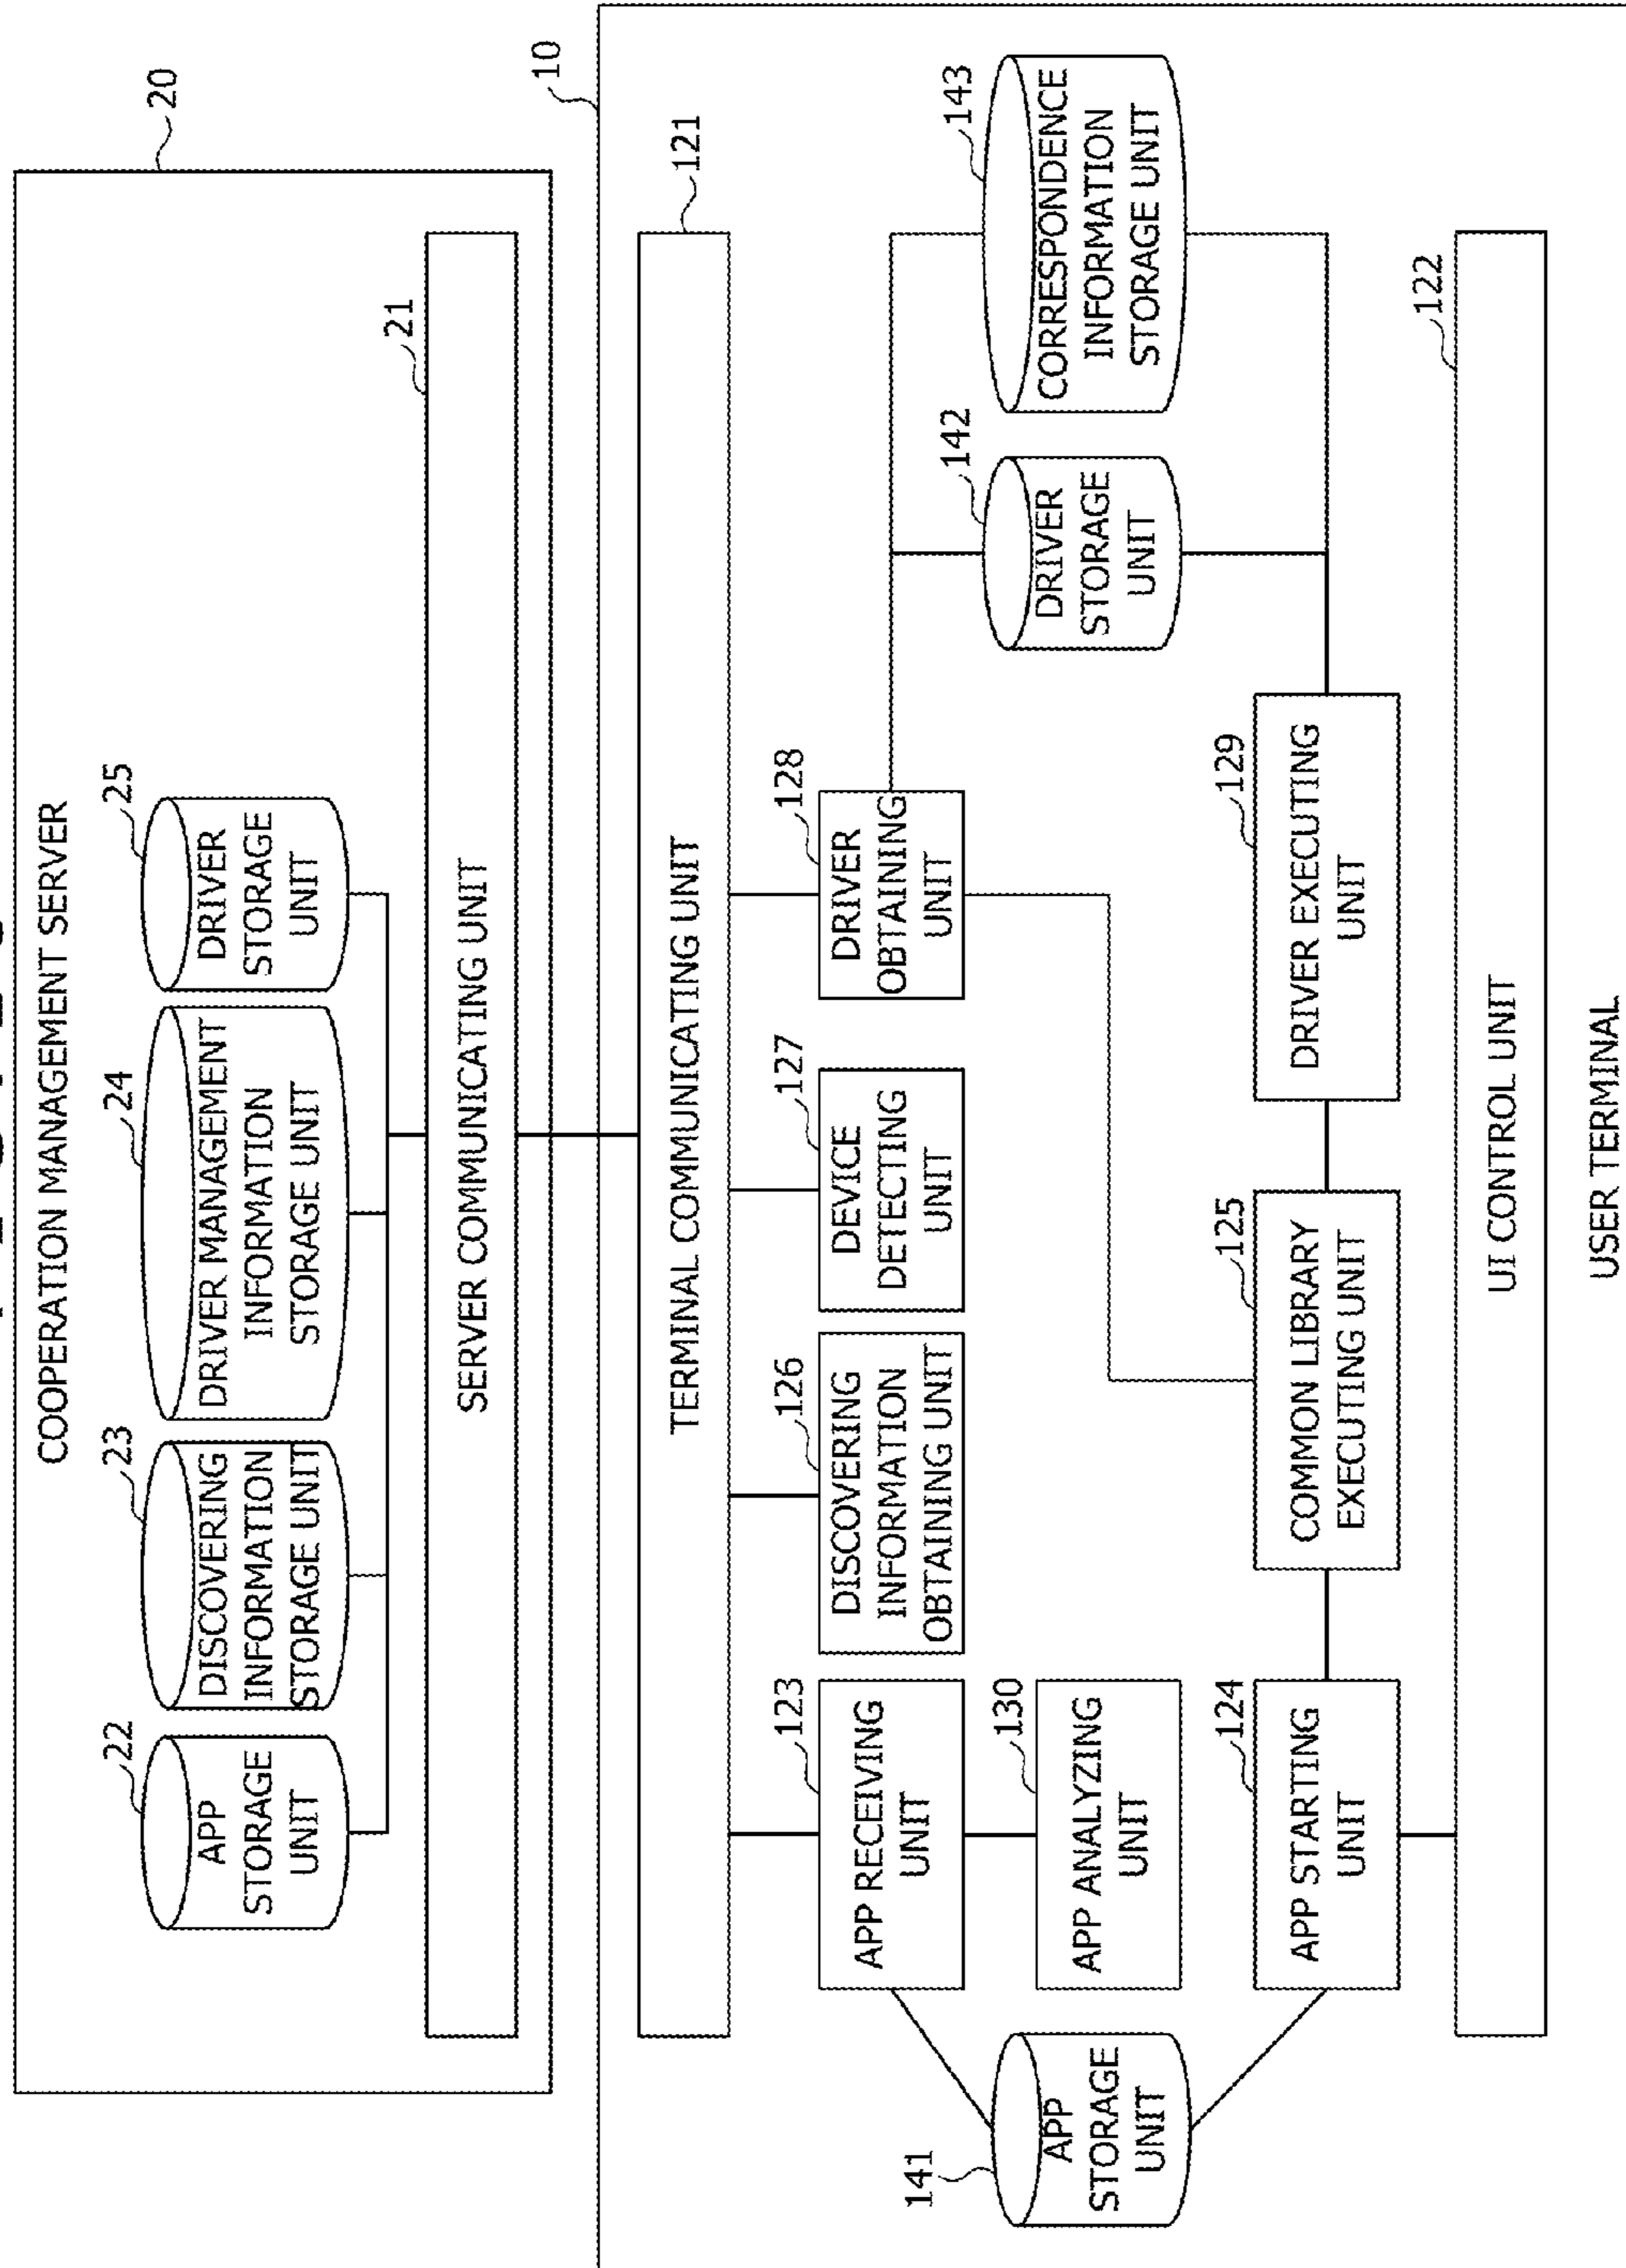 COOPERATION MANAGEMENT SERVER
20
22
APP
STORAGE
UNIT
23
DISCOVERING
INFORMATION
STORAGE UNIT
24
DRIVER MANAGEMENT
INFORMATION
STORAGE UNIT
25
DRIVER
STORAGE
UNIT
21
SERVER COMMUNICATING UNIT
10
121
TERMINAL COMMUNICATING UNIT
123
APP RECEIVING
UNIT
126
DISCOVERING
INFORMATION
OBTAINING UNIT
127
DEVICE
DETECTING
UNIT
128
DRIVER
OBTAINING
UNIT
141
APP
STORAGE
UNIT
130
APP ANALYZING
UNIT
142
DRIVER
STORAGE
UNIT
143
CORRESPONDENCE
INFORMATION
STORAGE UNIT
124
APP STARTING
UNIT
125
COMMON LIBRARY
EXECUTING UNIT
129
DRIVER EXECUTING
UNIT
122
UI CONTROL UNIT
USER TERMINAL